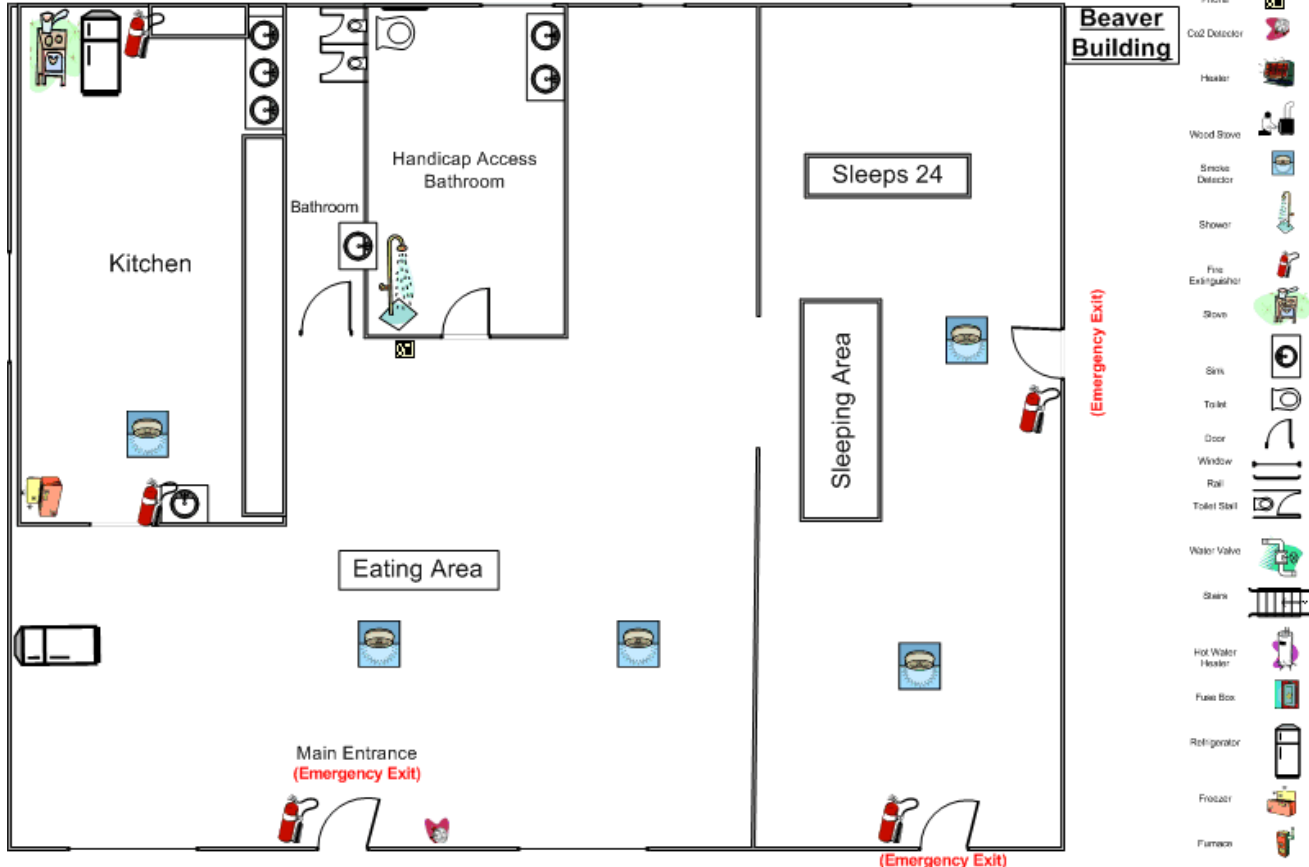 Beaver
Building
Handicap Access
Bathroom
Sleeps 24
Bathroom
Kitchen
Sleeping Area
(Emergency Exit)
Eating Area
Main Entrance
(Emergency Exit)
(Emergency Exit)
Phone
Co2 Detector
Heater
Wood Stove
Smoke
Detector
Shower
Fire
Extinguisher
Stove
Sink
Toilet
Door
Window
Rail
Toilet Stall
Water Valve
Stairs
Hot Water
Heater
Fuse Box
Refrigerator
Freezer
Furnace